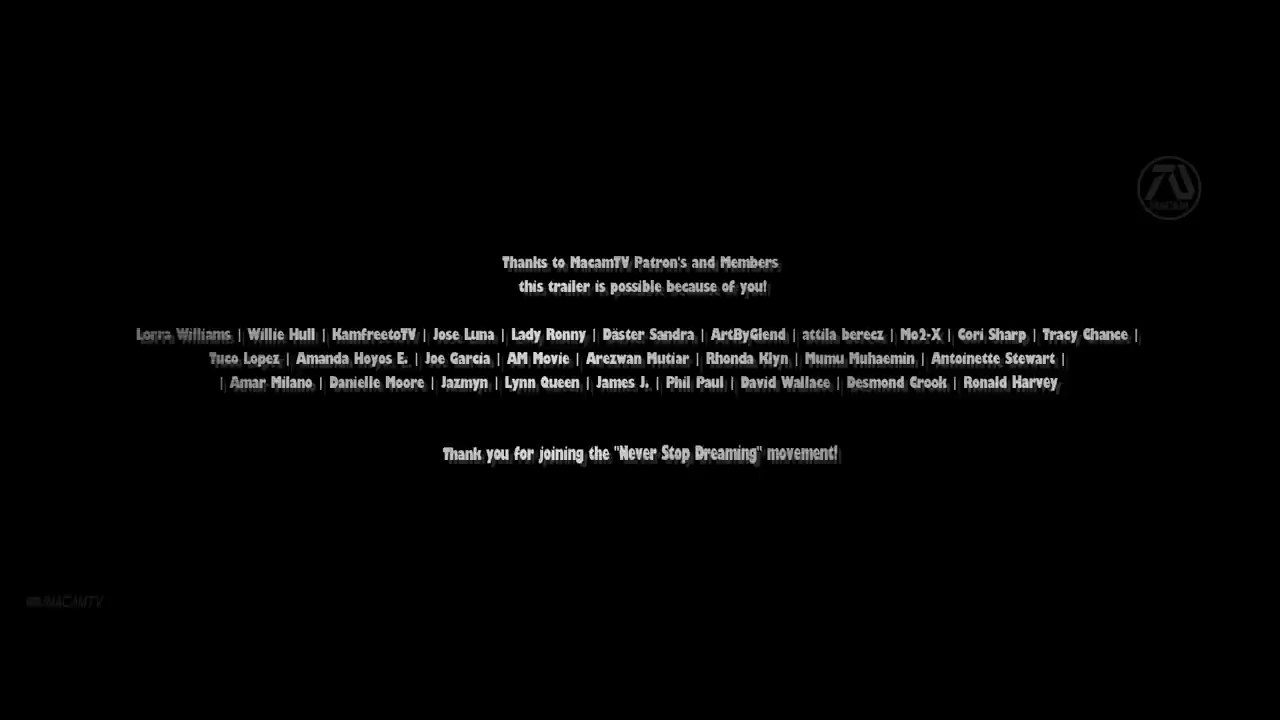 Thanks to MacamTV Patron's and Members
this trailer is possible because of you!
Lorra Williams | Willie Hull | KamfreetoTV | Jose Luna | Lady Ronny | Däster Sandra | ArtByGlend | attila berecz | Mo2-X | Cori Sharp | Tracy Chance |
Tuco Lopez | Amanda Hoyos E. | Joe Garcia | AM Movie | Arezwan Mutiar | Rhonda Klyn | Mumu Muhaemin | Antoinette Stewart |
| Amar Milano | Danielle Moore | Jazmyn | Lynn Queen | James J. | Phil Paul | David Wallace | Desmond Crook | Ronald Harvey
Thank you for joining the "Never Stop Dreaming" movement!
/MACAMTV